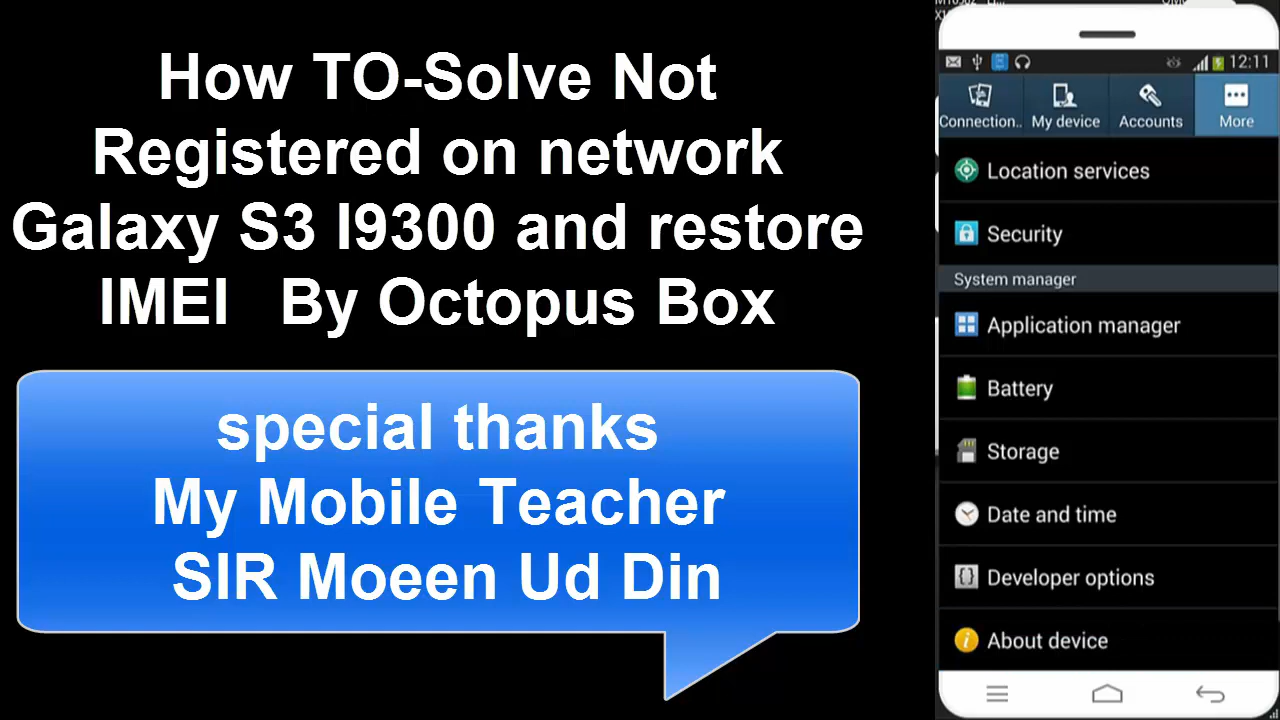 How TO-Solve Not
Registered on network
Galaxy S3 I9300 and restore
IMEI   By Octopus Box
special thanks
My Mobile Teacher
SIR Moeen Ud Din
12:11
Connection..
My device
Accounts
More
Location services
Security
System manager
Application manager
Battery
Storage
Date and time
Developer options
About device